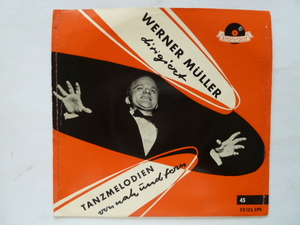 WERNER MÜLLER
dirigiert
TANZMELODIEN
von nah und fern
45